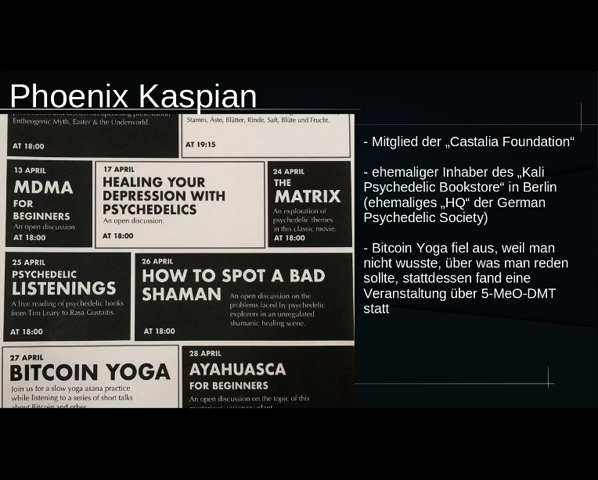 Phoenix Kaspian
Entheogenic Myth, Easter & the Underworld.
AT 18:00
Stamm, Äste, Blätter, Rinde, Saft, Blüte und Frucht.
AT 19:15
13 APRIL
MDMA
FOR
BEGINNERS
An open discussion.
AT 18:00
17 APRIL
HEALING YOUR
DEPRESSION WITH
PSYCHEDELICS
An open discussion.
AT 18:00
24 APRIL
THE
MATRIX
An exploration of
psychedelic themes
in this classic movie.
AT 18:00
25 APRIL
PSYCHEDELIC
LISTENINGS
A live reading of psychedelic books
from Tim Leary to Rasa Gustaitis.
AT 18:00
26 APRIL
HOW TO SPOT A BAD
SHAMAN
An open discussion on the
problems faced by psychedelic
explorers in an unregulated
shamanic healing scene.
AT 18:00
27 APRIL
BITCOIN YOGA
Join us for a slow yoga asana practice
while listening to a series of short talks
about Bitcoin and other
28 APRIL
AYAHUASCA
FOR BEGINNERS
An open discussion on the topic of this
- Mitglied der „Castalia Foundation“
- ehemaliger Inhaber des „Kali
Psychedelic Bookstore“ in Berlin
(ehemaliges „HQ“ der German
Psychedelic Society)
- Bitcoin Yoga fiel aus, weil man
nicht wusste, über was man reden
sollte, stattdessen fand eine
Veranstaltung über 5-MeO-DMT
statt